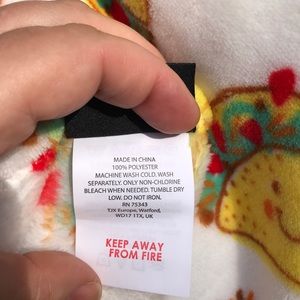 MADE IN CHINA
100% POLYESTER
MACHINE WASH COLD. WASH
SEPARATELY. ONLY NON-CHLORINE
BLEACH WHEN NEEDED. TUMBLE DRY
LOW. DO NOT IRON.
RN 75343
TJX Europe, Watford,
WD17 1TX, UK
KEEP AWAY
FROM FIRE